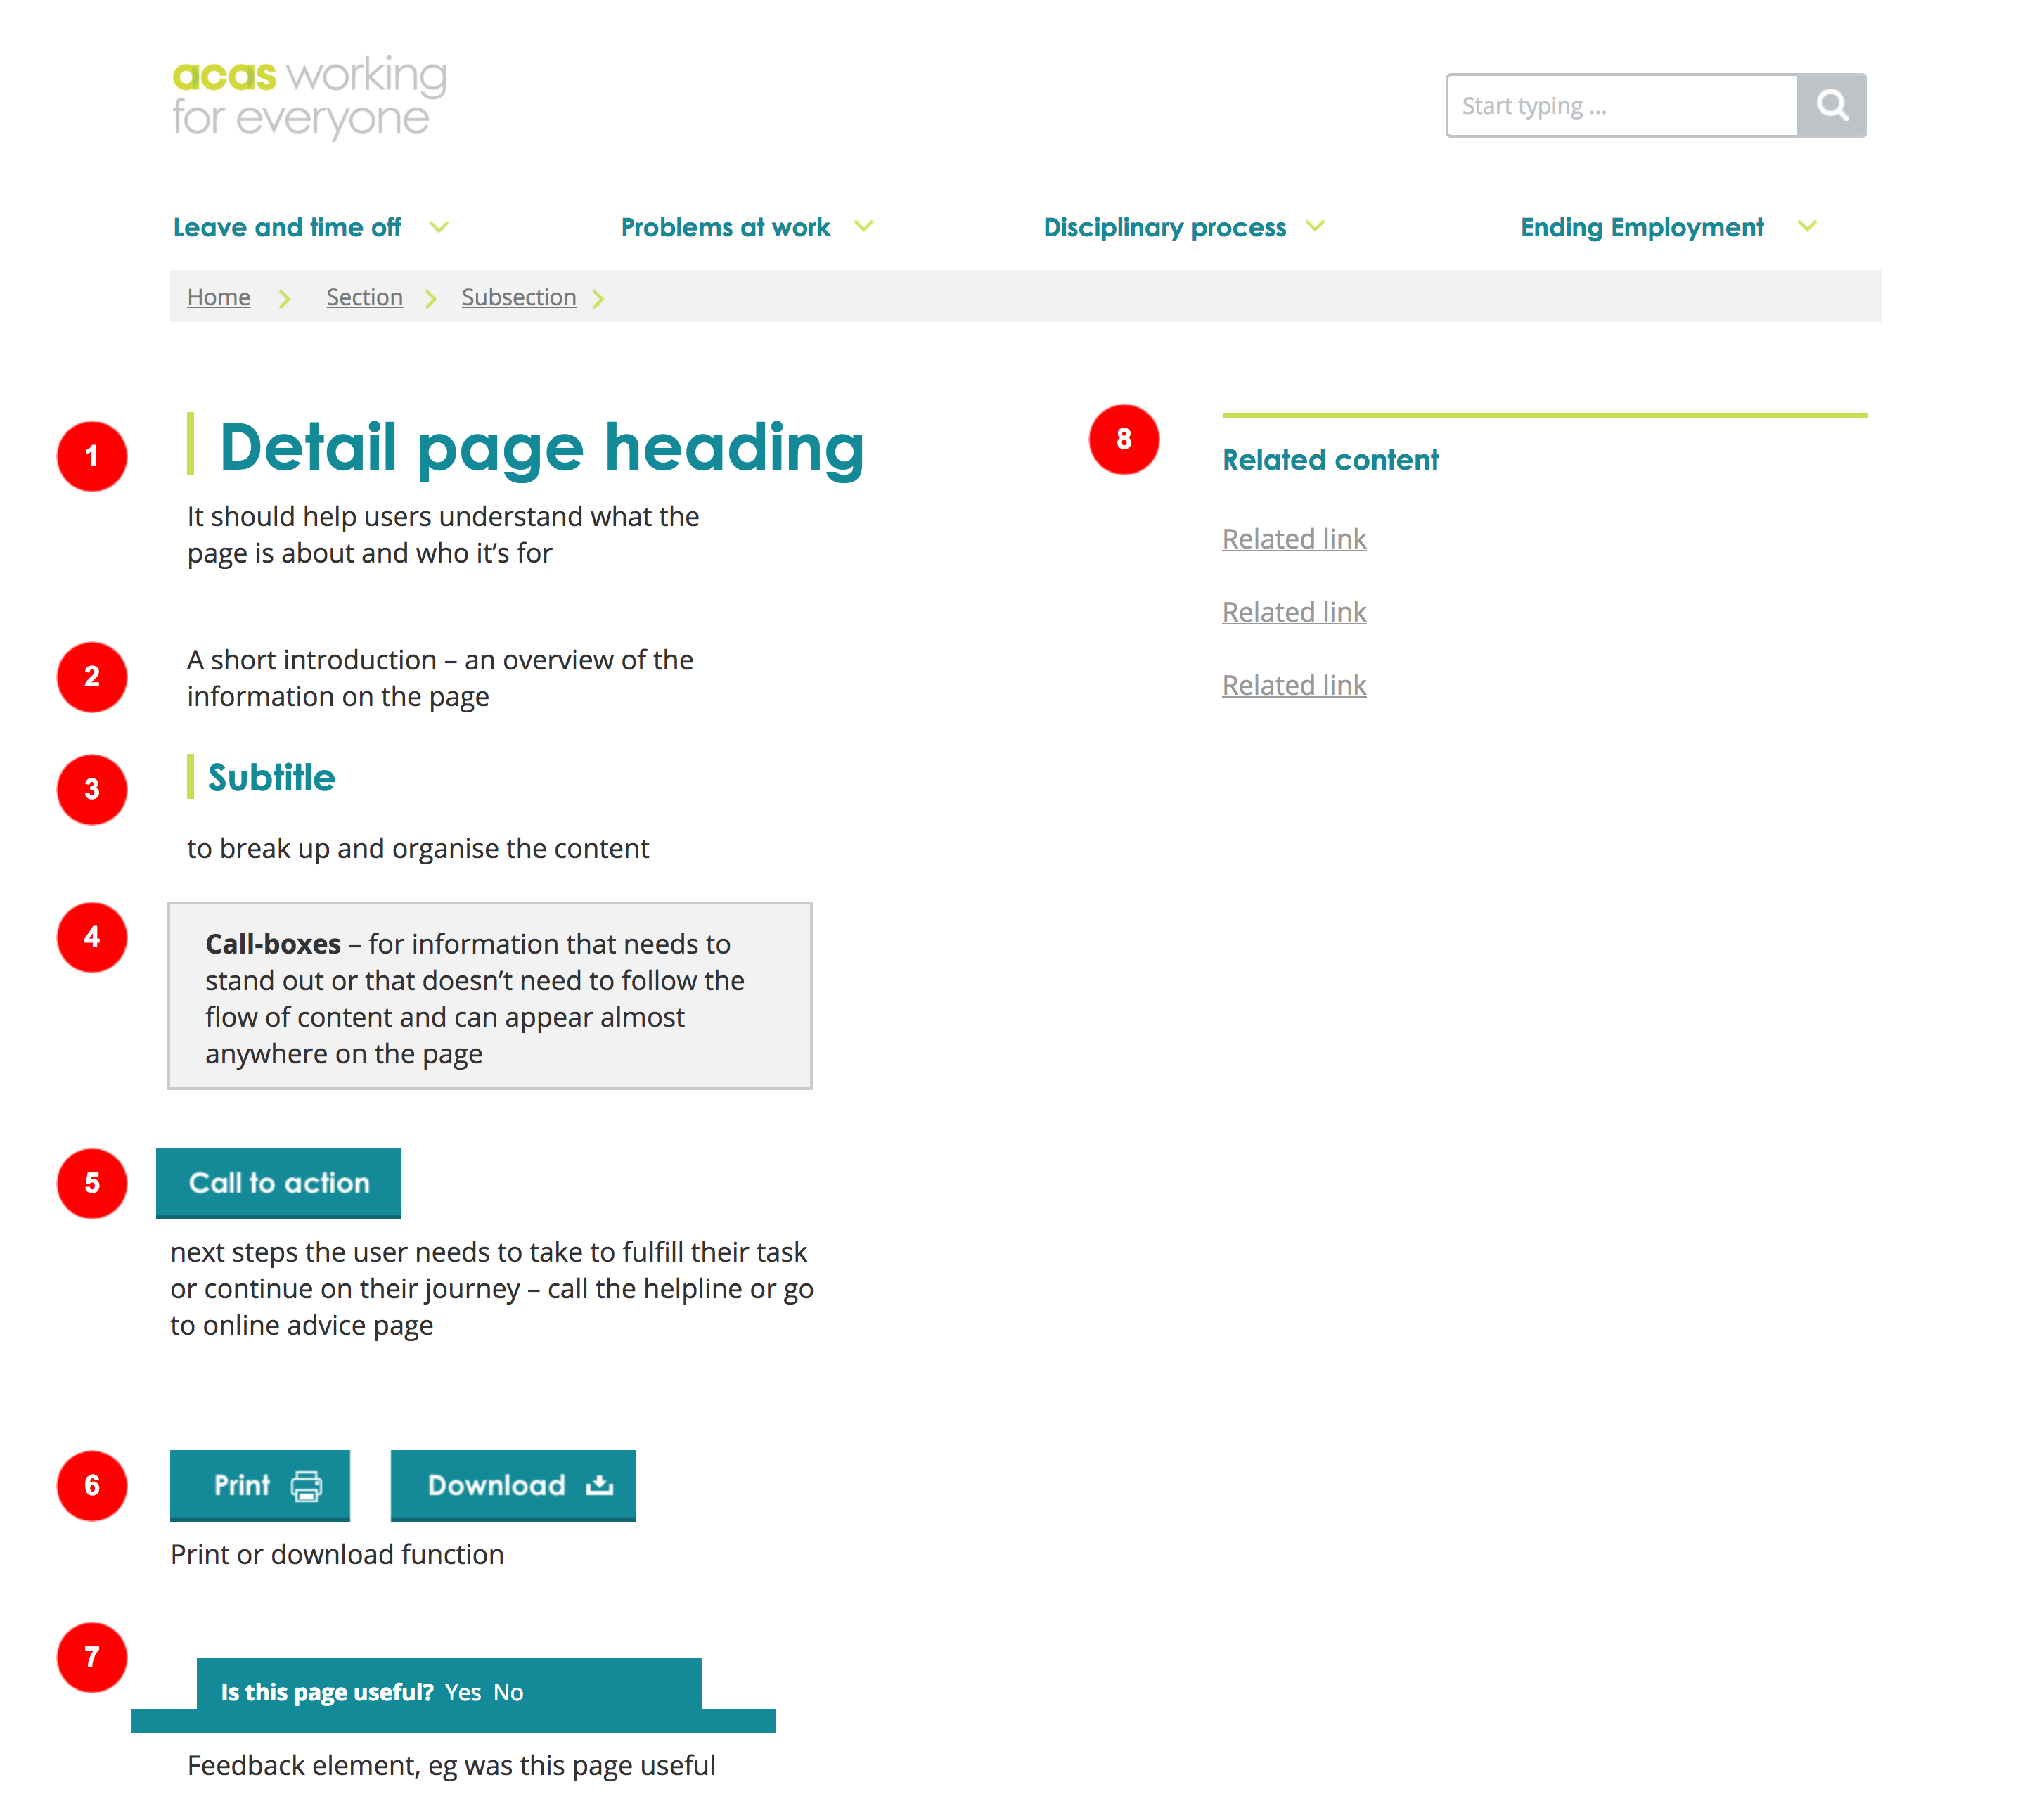 acas working
for everyone
Start typing ...
Leave and time off
Problems at work
Disciplinary process
Ending Employment
Home
Section
Subsection
1
Detail page heading
It should help users understand what the
page is about and who it’s for
2
A short introduction – an overview of the
information on the page
3
Subtitle
to break up and organise the content
4
Call-boxes – for information that needs to
stand out or that doesn’t need to follow the
flow of content and can appear almost
anywhere on the page
5
Call to action
next steps the user needs to take to fulfill their task
or continue on their journey – call the helpline or go
to online advice page
6
Print
Download
Print or download function
7
Is this page useful? Yes No
Feedback element, eg was this page useful
8
Related content
Related link
Related link
Related link